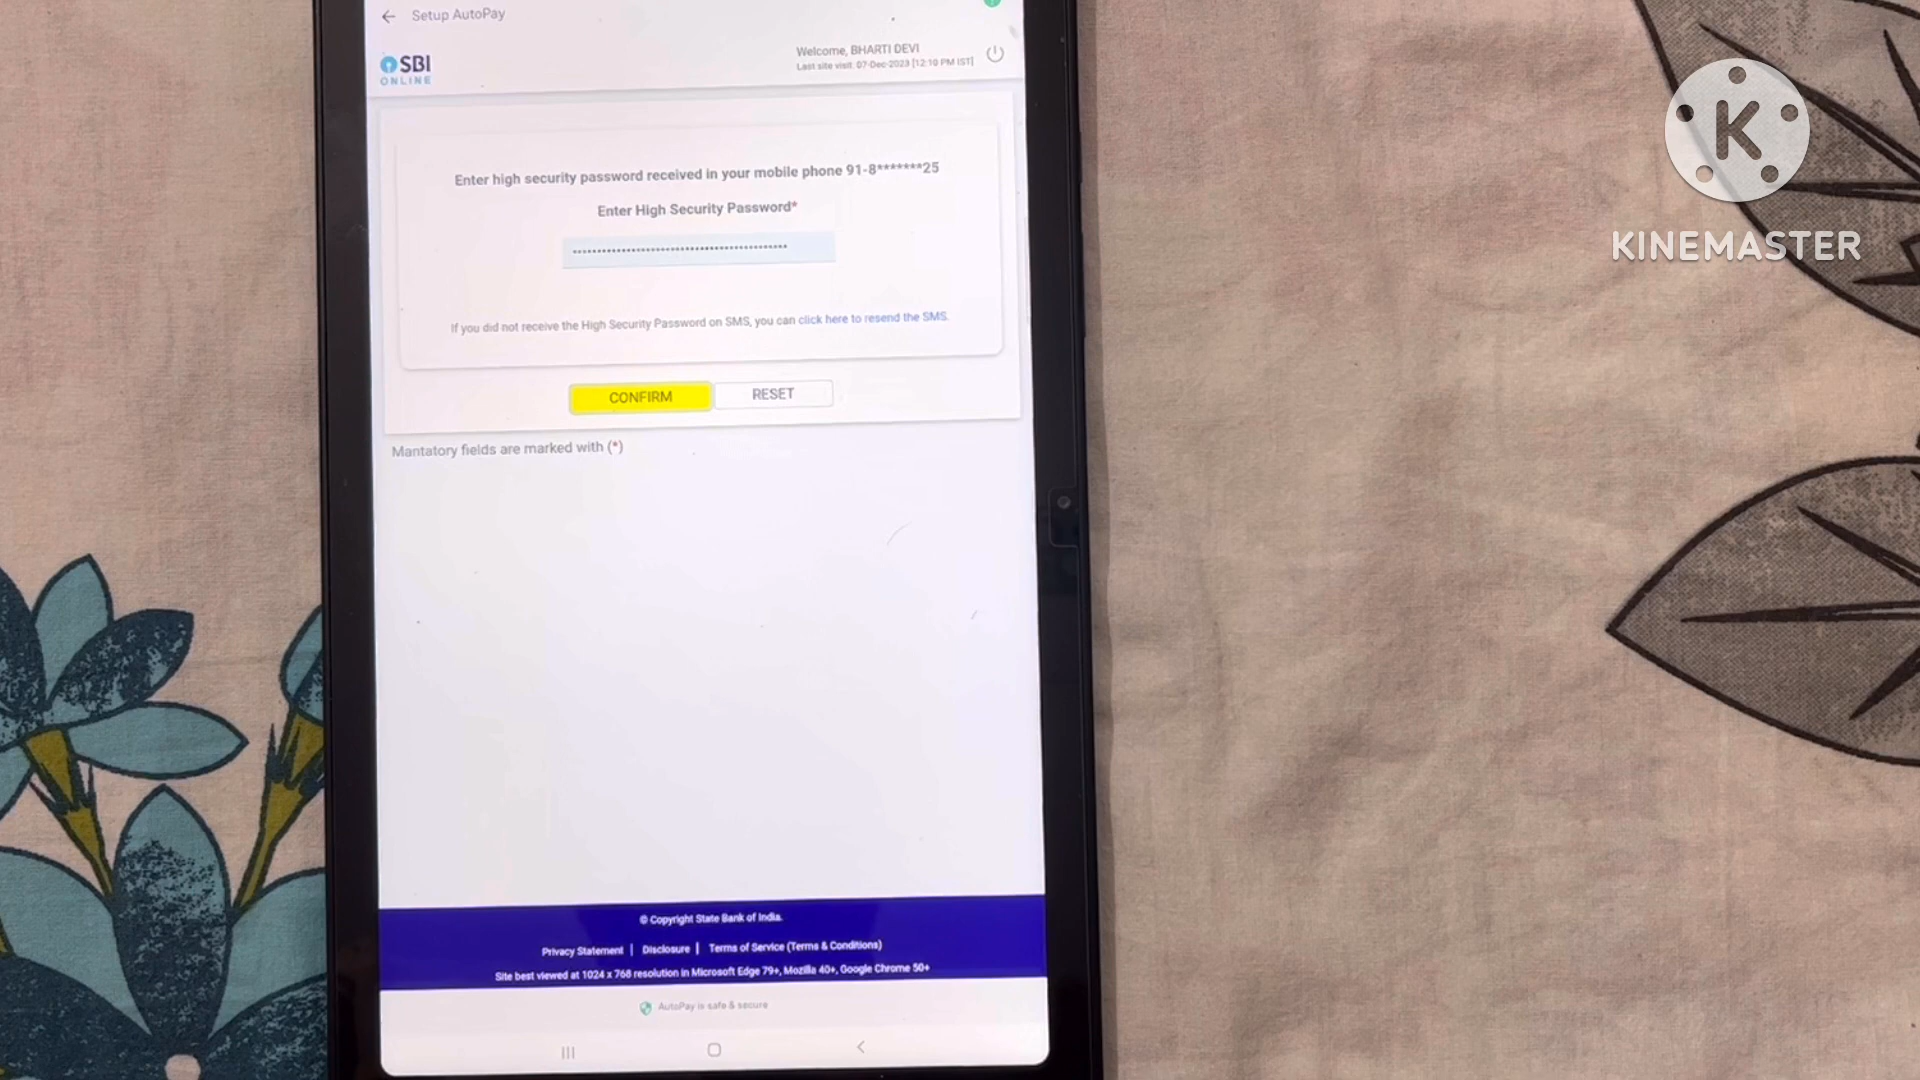 Setup AutoPay
SBI
ONLINE
Welcome, BHARTI DEVI
Last site visit: 07-Dec-2023 [12:10 PM IST]
Enter high security password received in your mobile phone 91-8*******25
Enter High Security Password*
If you did not receive the High Security Password on SMS, you can click here to resend the SMS.
CONFIRM
RESET
Mantatory fields are marked with (*)
© Copyright State Bank of India.
Privacy Statement | Disclosure | Terms of Service (Terms & Conditions)
Site best viewed at 1024 x 768 resolution in Microsoft Edge 79+, Mozilla 40+, Google Chrome 50+
AutoPay is safe & secure
K
KINEMASTER